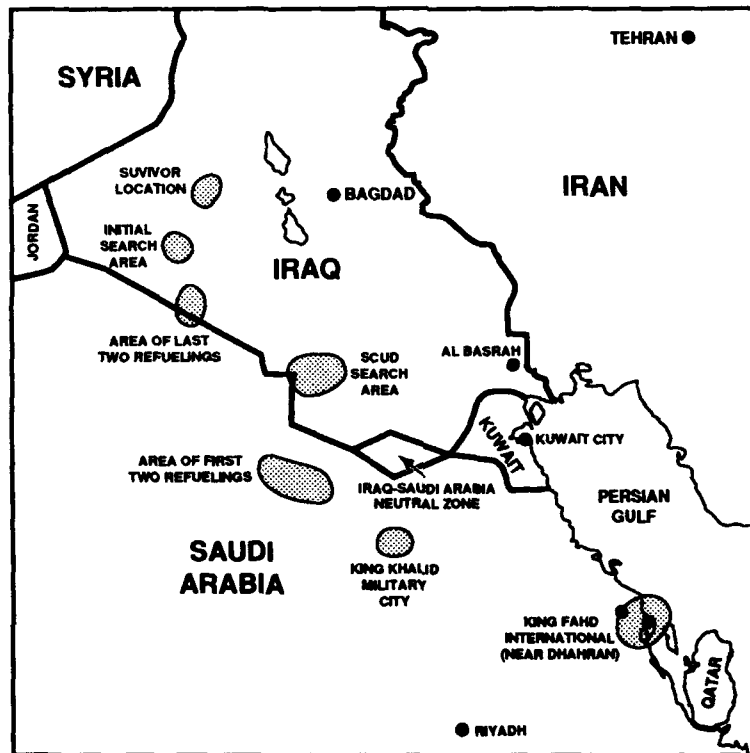 TEHRAN
SYRIA
SUVIVOR
LOCATION
BAGDAD
IRAN
JORDAN
INITIAL
SEARCH
AREA
IRAQ
AREA OF LAST
TWO REFUELINGS
SCUD
SEARCH
AREA
AL BASRAH
KUWAIT
KUWAIT CITY
AREA OF FIRST
TWO REFUELINGS
IRAQ-SAUDI ARABIA
NEUTRAL ZONE
PERSIAN
GULF
SAUDI
ARABIA
KING KHALID
MILITARY
CITY
KING FAHD
INTERNATIONAL
(NEAR DHAHRAN)
QATAR
RIYADH